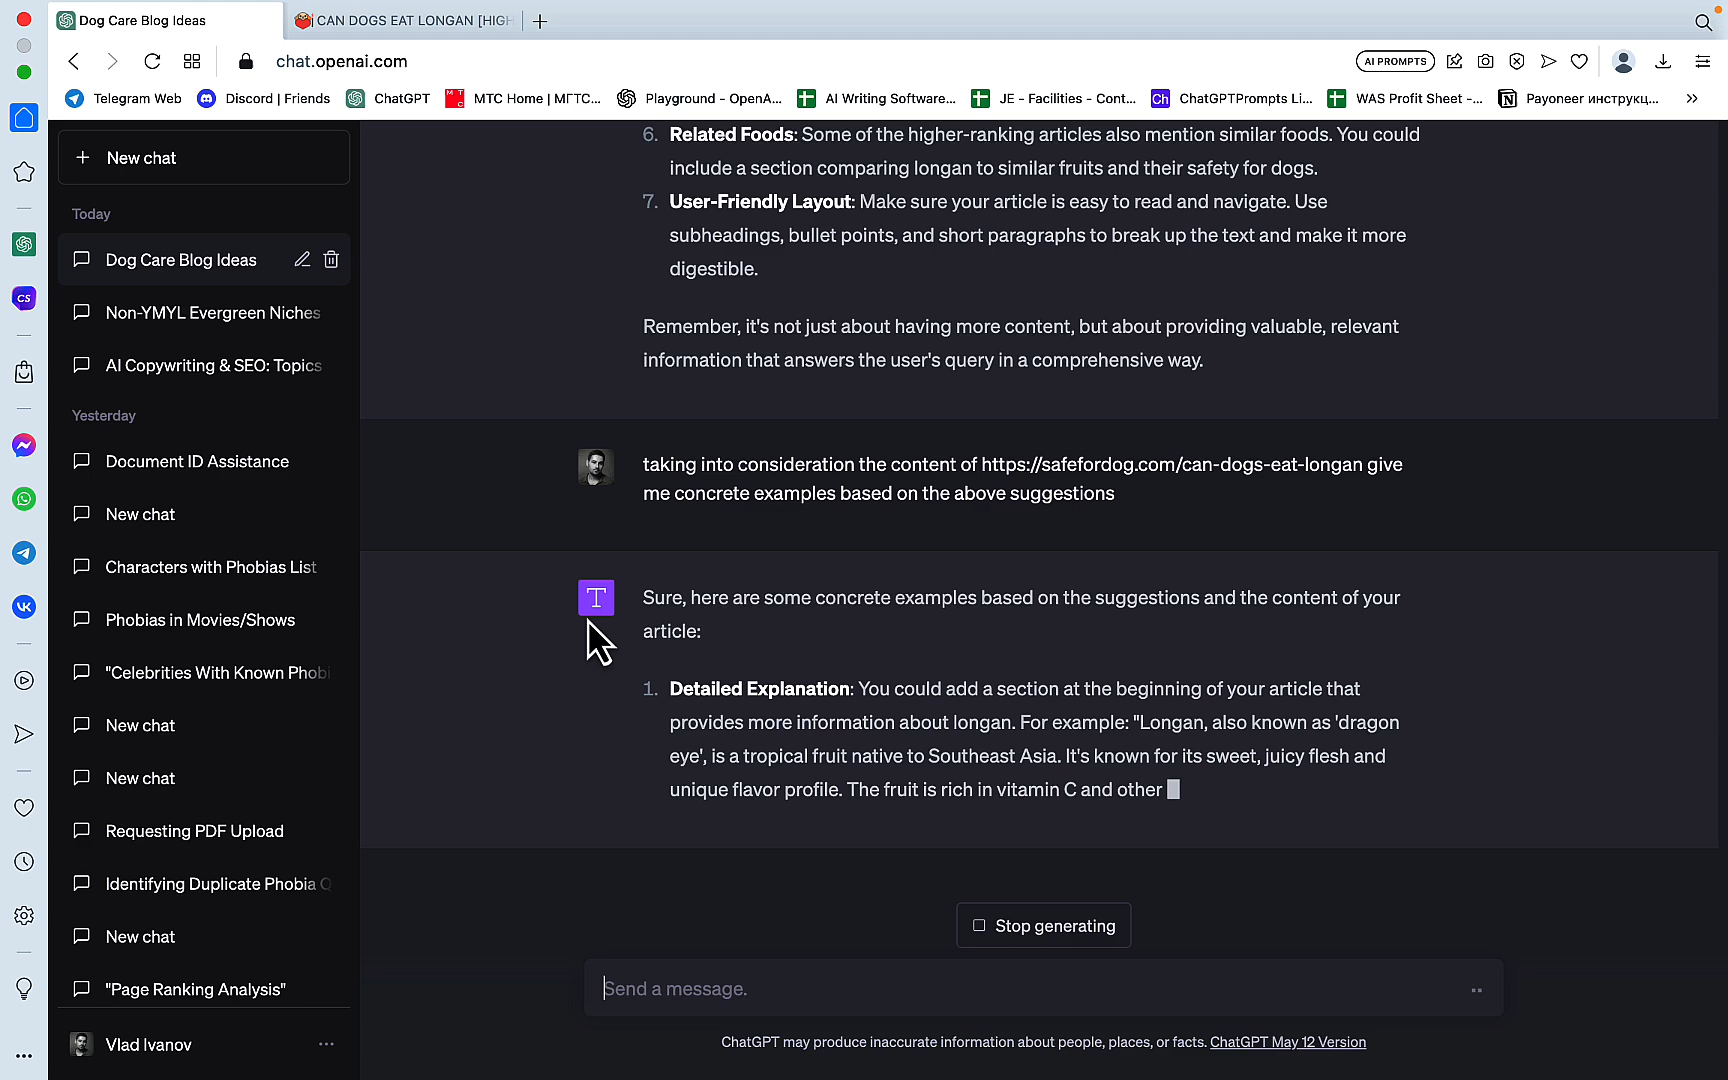 Dog Care Blog Ideas
CAN DOGS EAT LONGAN [HIGH
chat.openai.com
AI PROMPTS
Telegram Web
Discord | Friends
ChatGPT
МТС Home | МГТС...
Playground - OpenA...
AI Writing Software...
JE - Facilities - Cont...
Ch
ChatGPTPrompts Li...
WAS Profit Sheet -...
Payoneer инструкц...
CS
+ New chat
Today
Dog Care Blog Ideas
Non-YMYL Evergreen Niches
AI Copywriting & SEO: Topics
Yesterday
Document ID Assistance
New chat
Characters with Phobias List
Phobias in Movies/Shows
"Celebrities With Known Phobi
New chat
New chat
Requesting PDF Upload
Identifying Duplicate Phobia Q
New chat
"Page Ranking Analysis"
Vlad Ivanov
6. Related Foods: Some of the higher-ranking articles also mention similar foods. You could
include a section comparing longan to similar fruits and their safety for dogs.
7. User-Friendly Layout: Make sure your article is easy to read and navigate. Use
subheadings, bullet points, and short paragraphs to break up the text and make it more
digestible.
Remember, it's not just about having more content, but about providing valuable, relevant
information that answers the user's query in a comprehensive way.
taking into consideration the content of https://safefordog.com/can-dogs-eat-longan give
me concrete examples based on the above suggestions
T
Sure, here are some concrete examples based on the suggestions and the content of your
article:
1. Detailed Explanation: You could add a section at the beginning of your article that
provides more information about longan. For example: "Longan, also known as 'dragon
eye', is a tropical fruit native to Southeast Asia. It's known for its sweet, juicy flesh and
unique flavor profile. The fruit is rich in vitamin C and other
Stop generating
Send a message.
ChatGPT may produce inaccurate information about people, places, or facts. ChatGPT May 12 Version